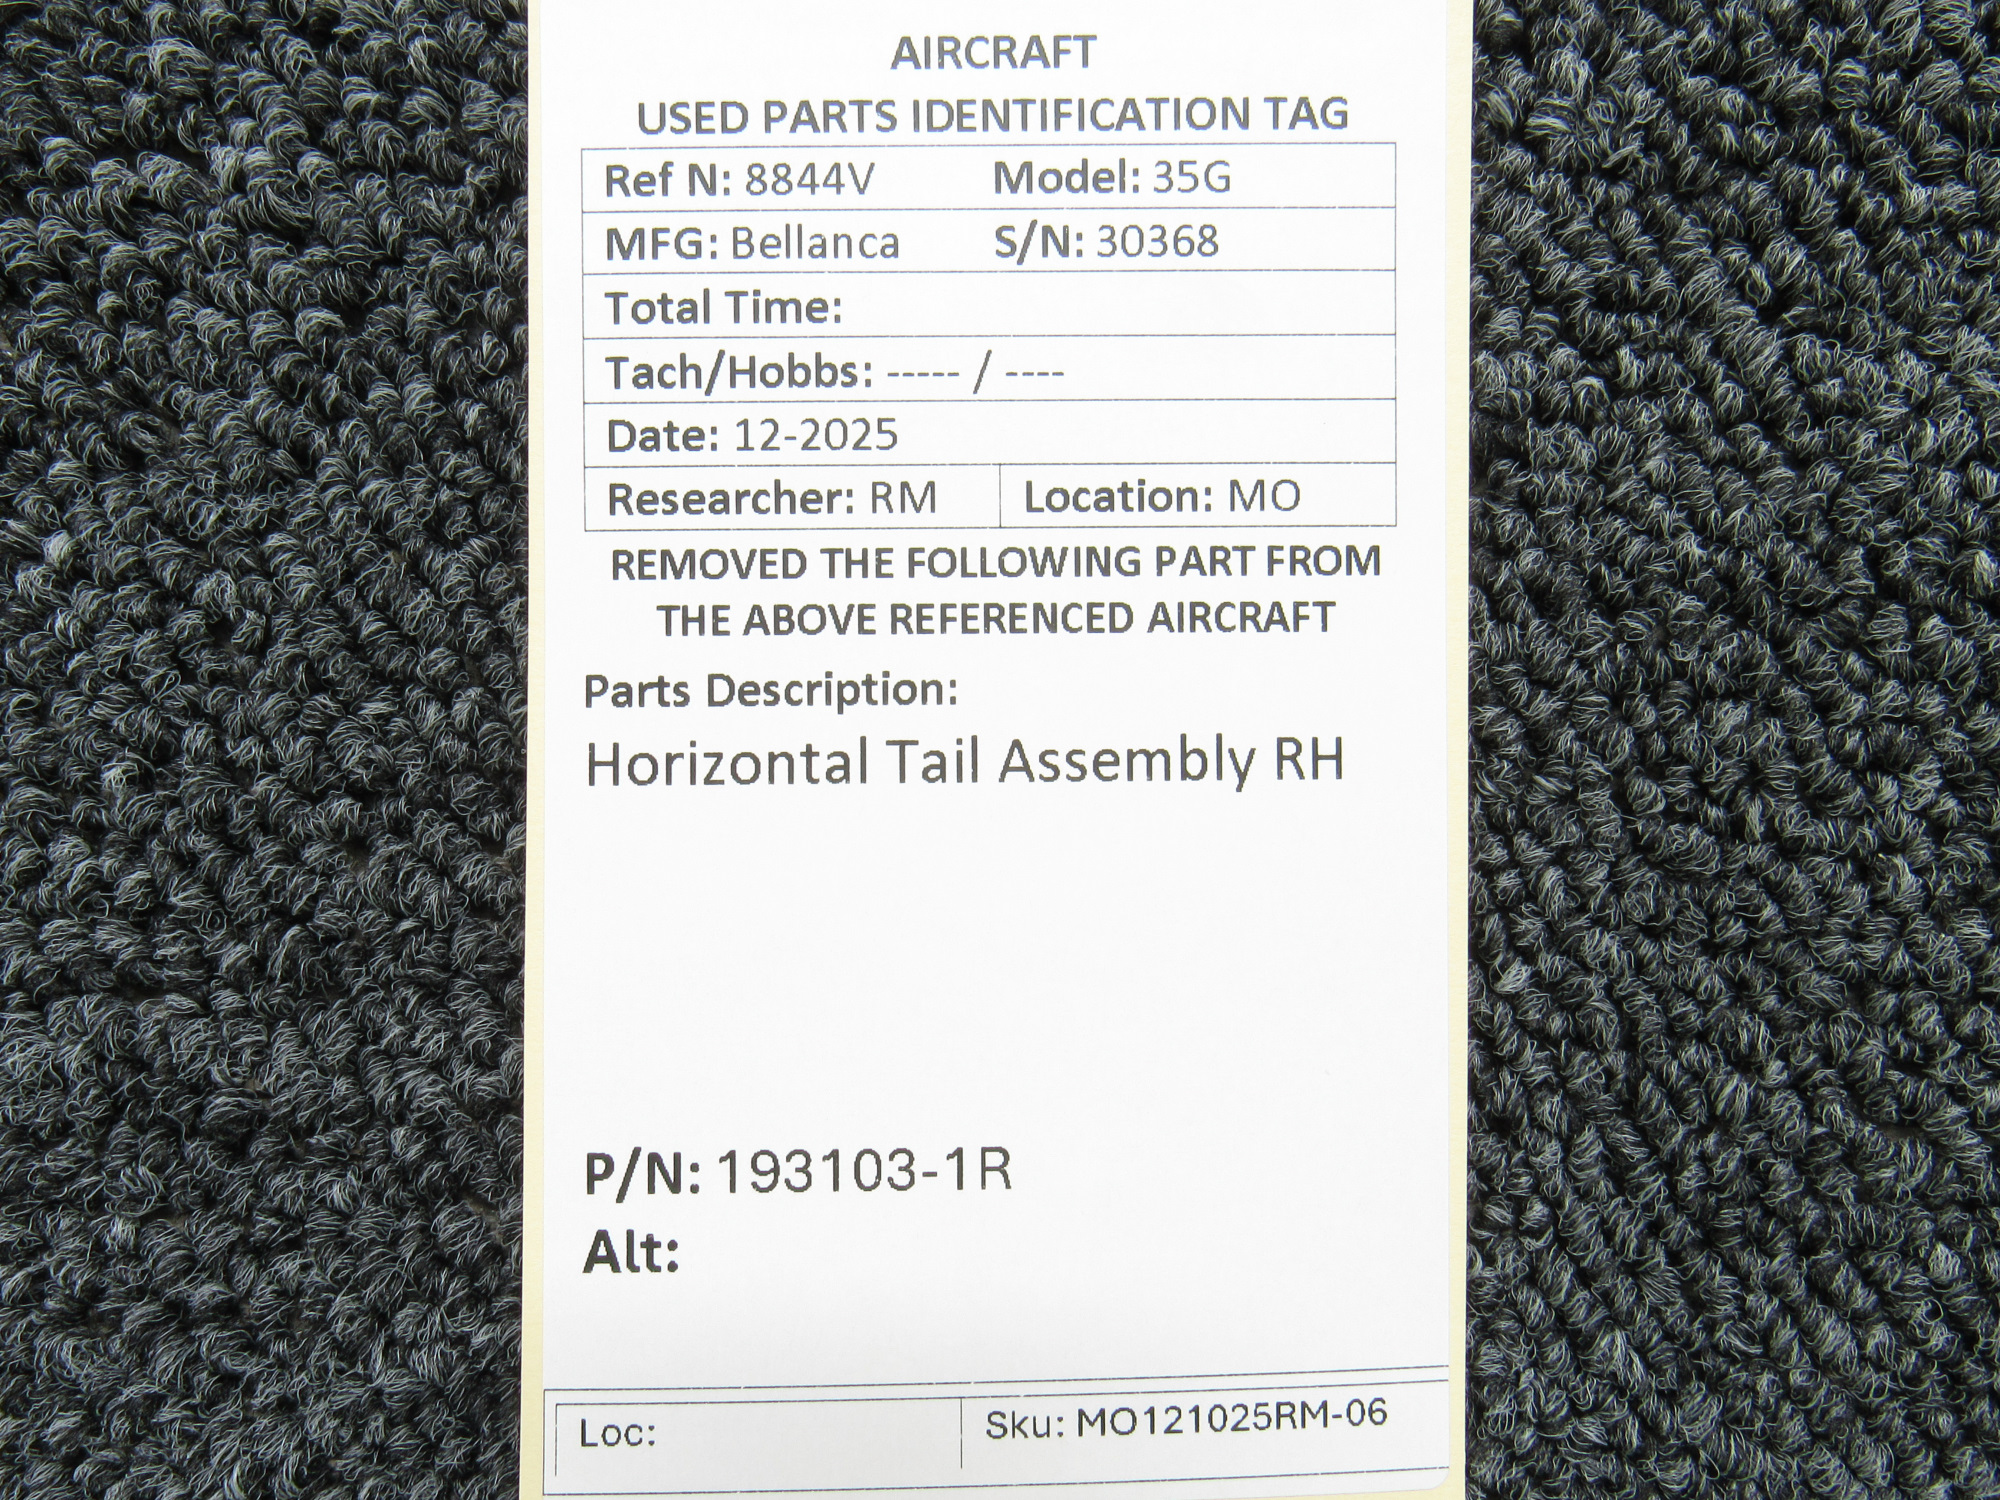 AIRCRAFT
USED PARTS IDENTIFICATION TAG
Ref N: 8844V Model: 35G
MFG: Bellanca S/N: 30368
Total Time:
Tach/Hobbs: ----- / ----
Date: 12-2025
Researcher: RM Location: MO
REMOVED THE FOLLOWING PART FROM
THE ABOVE REFERENCED AIRCRAFT
Parts Description:
Horizontal Tail Assembly RH
P/N: 193103-1R
Alt:
Loc: Sku: MO121025RM-06